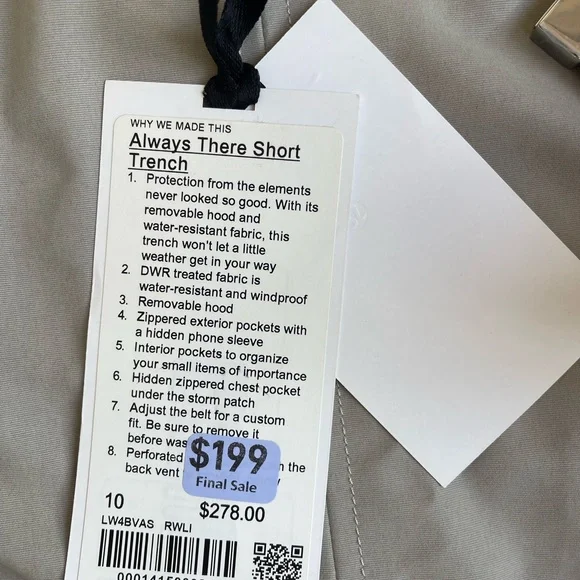 WHY WE MADE THIS
Always There Short
Trench
1. Protection from the elements
never looked so good. With its
removable hood and
water-resistant fabric, this
trench won't let a little
weather get in your way
2. DWR treated fabric is
water-resistant and windproof
3. Removable hood
4. Zippered exterior pockets with
a hidden phone sleeve
5. Interior pockets to organize
your small items of importance
6. Hidden zippered chest pocket
under the storm patch
7. Adjust the belt for a custom
fit. Be sure to remove it
before
8. Perforated the
back vent
$199
Final Sale
10
$278.00
LW4BVAS RWLI